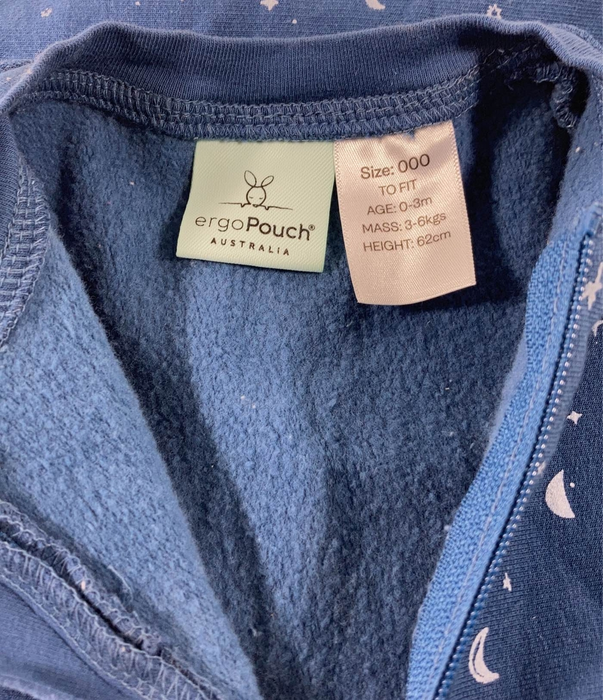 ergoPouch®
AUSTRALIA
Size: 000
TO FIT
AGE: 0-3m
MASS: 3-6kgs
HEIGHT: 62cm